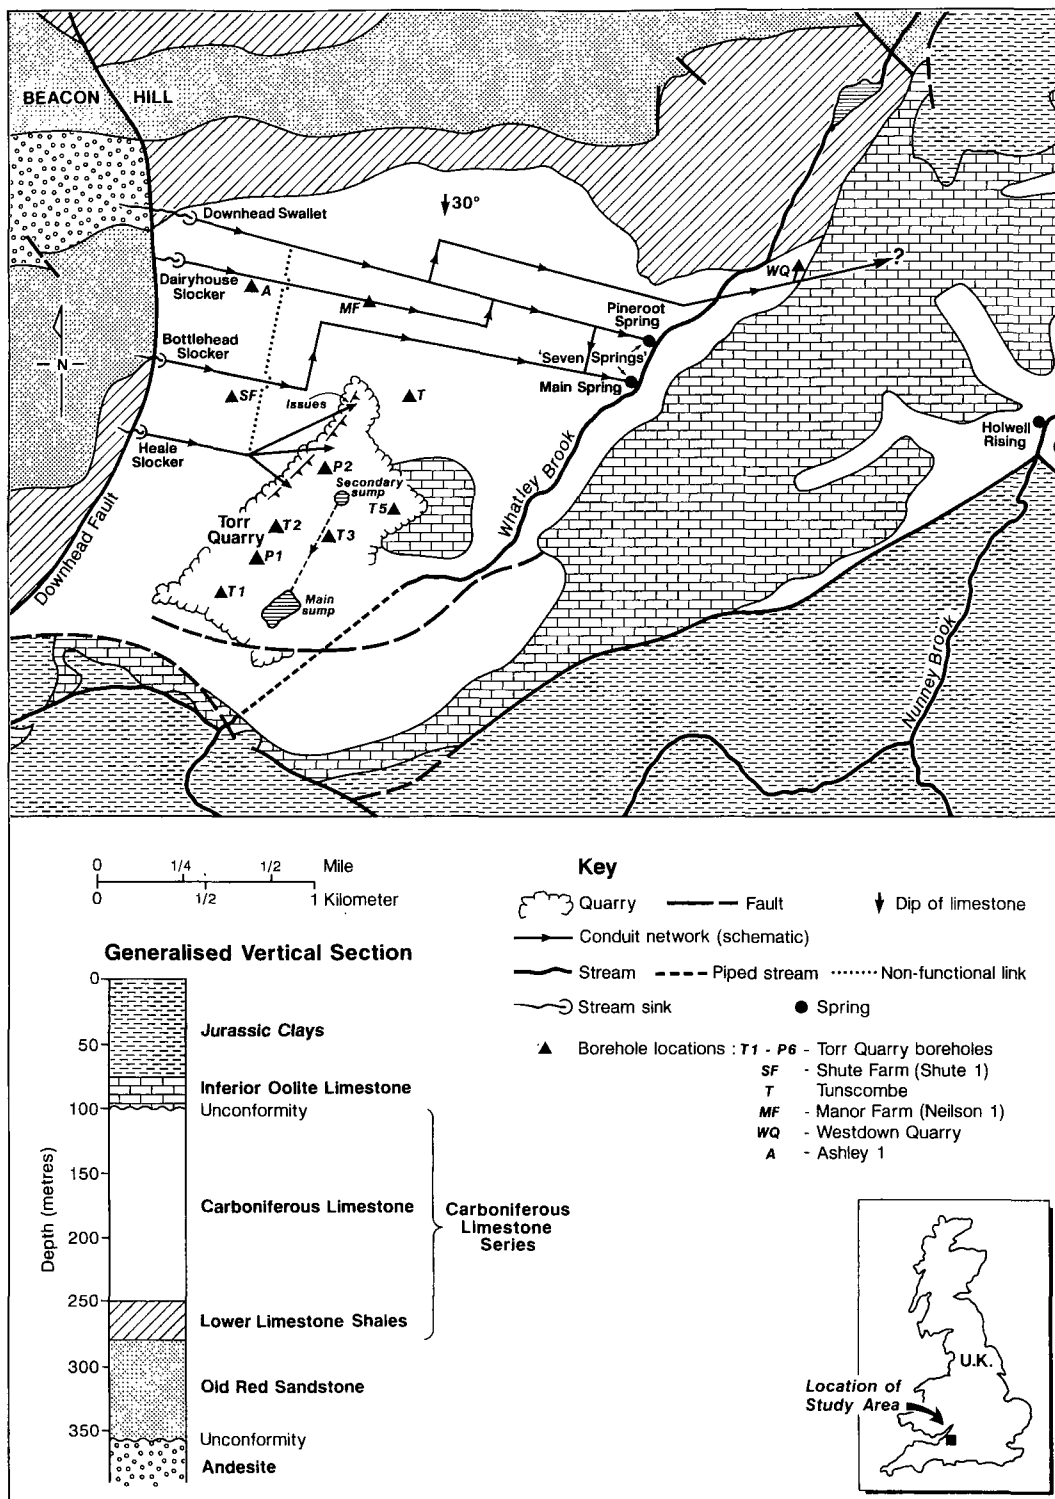 BEACON HILL
Downhead Swallet
30°
Dairyhouse
Slocker
A
MF
WQ
?
Pineroot
Spring
Bottlehead
Slocker
'Seven Springs'
Main Spring
N
SF
Issues
T
Heale
Slocker
Holwell
Rising
P2
Secondary
sump
T5
Torr
Quarry
T2
T3
P1
T1
Main
sump
Whatley Brook
Downhead Fault
Nunney Brook
0 1/4 1/2 Mile
0 1/2 1 Kilometer
Key
Quarry
Fault
Dip of limestone
Conduit network (schematic)
Stream
Piped stream
Non-functional link
Stream sink
Spring
Borehole locations : T1 - P6 - Torr Quarry boreholes
SF - Shute Farm (Shute 1)
T Tunscombe
MF - Manor Farm (Neilson 1)
WQ - Westdown Quarry
A - Ashley 1
Generalised Vertical Section
Depth (metres)
0
50
100
150
200
250
300
350
Jurassic Clays
Inferior Oolite Limestone
Unconformity
Carboniferous Limestone
Carboniferous
Limestone
Series
Lower Limestone Shales
Old Red Sandstone
Unconformity
Andesite
U.K.
Location of
Study Area